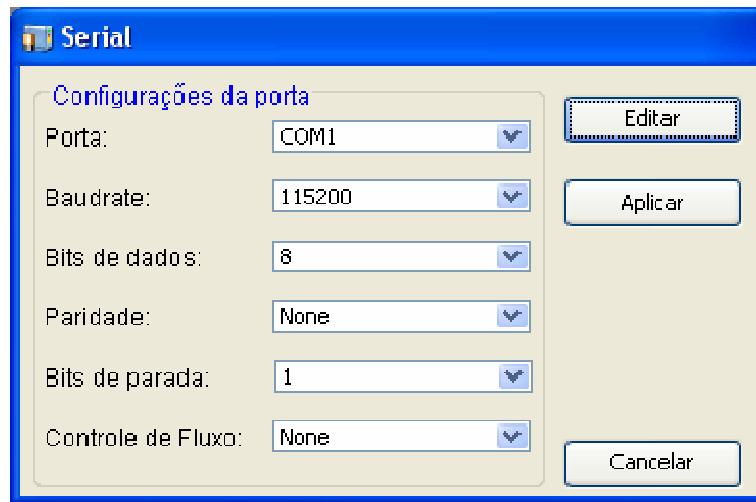 Serial
Configurações da porta
Porta: COM1
Baudrate: 115200
Bits de dados: 8
Paridade: None
Bits de parada: 1
Controle de Fluxo: None
Editar
Aplicar
Cancelar